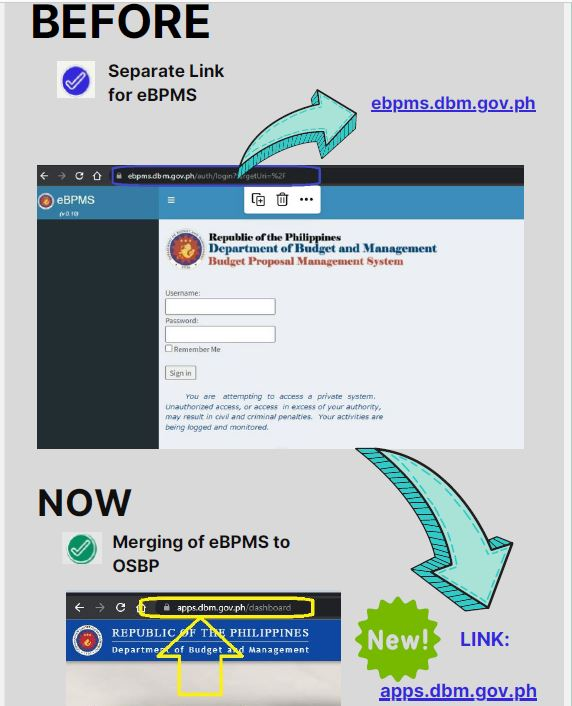 BEFORE
Separate Link
for eBPMS
ebpms.dbm.gov.ph
ebpms.dbm.gov.ph/auth/login?targetUri=%2F
eBPMS
(v0.10)
Republic of the Philippines
Department of Budget and Management
Budget Proposal Management System
Username:
Password:
Remember Me
Sign in
You are attempting to access a private system.
Unauthorized access, or access in excess of your authority,
may result in civil and criminal penalties. Your activities are
being logged and monitored.
NOW
Merging of eBPMS to
OSBP
apps.dbm.gov.ph/dashboard
REPUBLIC OF THE PHILIPPINES
Department of Budget and Management
New!
LINK:
apps.dbm.gov.ph